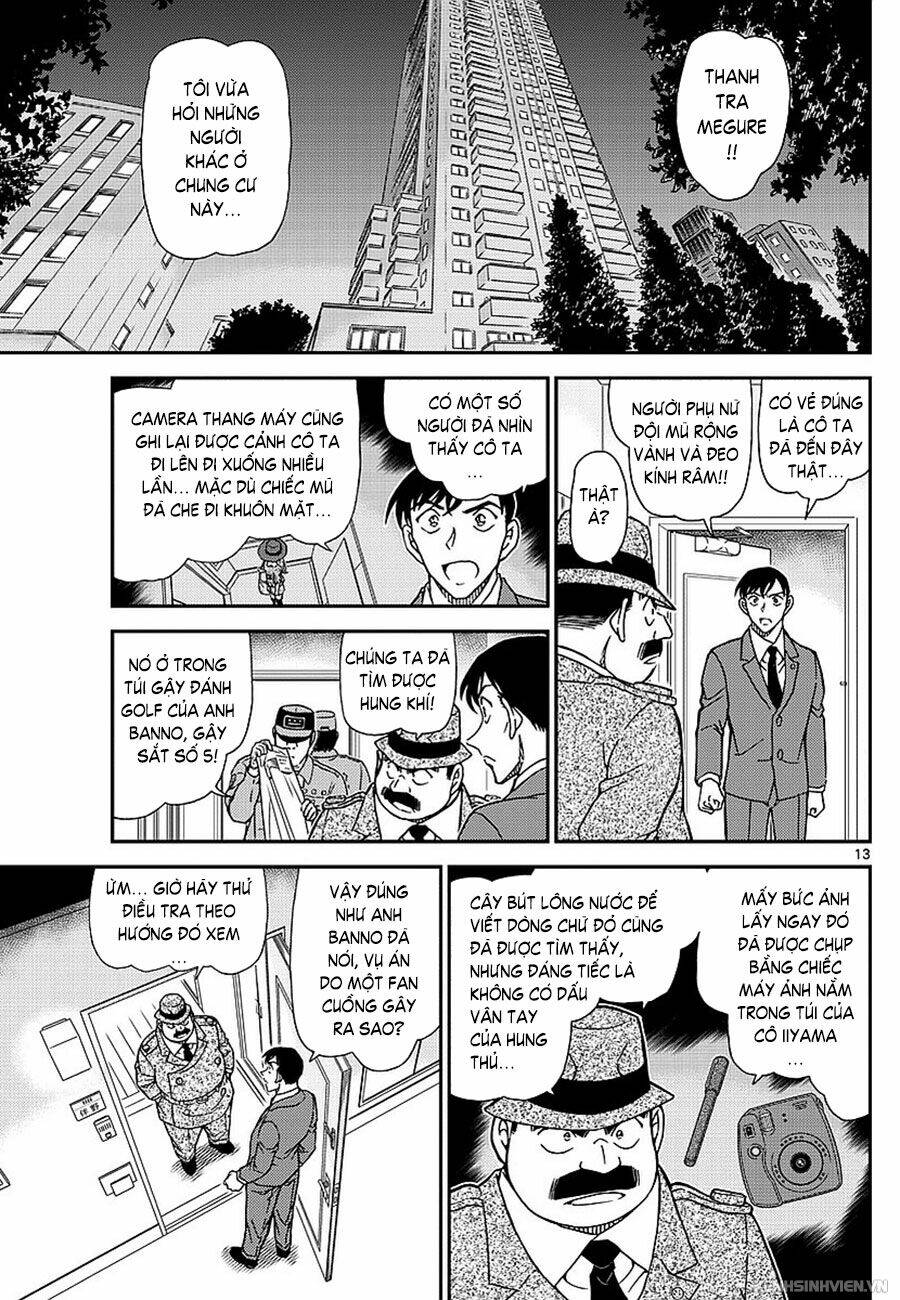 THANH
TRA
MEGURE
!!
TÔI VỪA
HỎI NHỮNG
NGƯỜI
KHÁC Ở
CHUNG CƯ
NÀY...
CÓ VẺ ĐÚNG
LÀ CÔ TA
ĐÃ ĐẾN ĐÂY
THẬT...
NGƯỜI PHỤ NỮ
ĐỘI MŨ RỘNG
VÀNH VÀ ĐEO
KÍNH RÂM!!
THẬT
À?
CÓ MỘT SỐ
NGƯỜI ĐÃ NHÌN
THẤY CÔ TA
...
CAMERA THANG MÁY CŨNG
GHI LẠI ĐƯỢC CẢNH CÔ TA
ĐI LÊN ĐI XUỐNG NHIỀU
LẦN... MẶC DÙ CHIẾC MŨ
ĐÃ CHE ĐI KHUÔN MẶT...
CHÚNG TA ĐÃ
TÌM ĐƯỢC
HUNG KHÍ!
NÓ Ở TRONG
TÚI GẬY ĐÁNH
GOLF CỦA ANH
BANNO, GẬY
SẮT SỐ 5!
13
MẤY BỨC ẢNH
LẤY NGAY ĐÓ
ĐÃ ĐƯỢC CHỤP
BẰNG CHIẾC
MÁY ẢNH NẰM
TRONG TÚI CỦA
CÔ IIYAMA
...
CÂY BÚT LÔNG NƯỚC ĐỂ
VIẾT DÒNG CHỮ ĐÓ CŨNG
ĐÃ ĐƯỢC TÌM THẤY,
NHƯNG ĐÁNG TIẾC LÀ
KHÔNG CÓ DẤU
VÂN TAY
CỦA HUNG
THỦ...
VẬY ĐÚNG
NHƯ ANH
BANNO ĐÃ
NÓI, VỤ ÁN
DO MỘT FAN
CUỒNG GÂY
RA SAO?
ỪM... GIỜ HÃY THỬ
ĐIỀU TRA THEO
HƯỚNG ĐÓ XEM
...